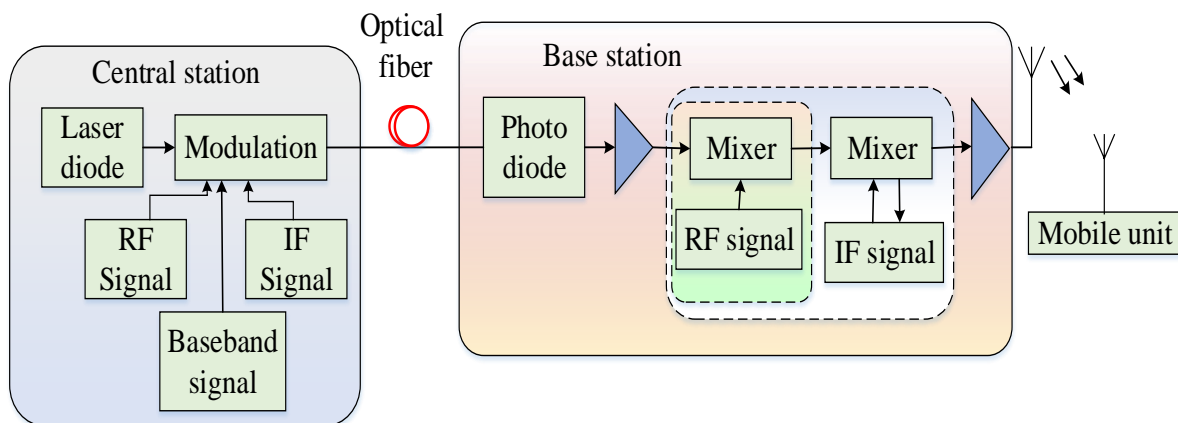 Central station
Laser
diode
Modulation
RF
Signal
IF
Signal
Baseband
signal
Optical
fiber
Base station
Photo
diode
Mixer
Mixer
RF signal
IF signal
Mobile unit